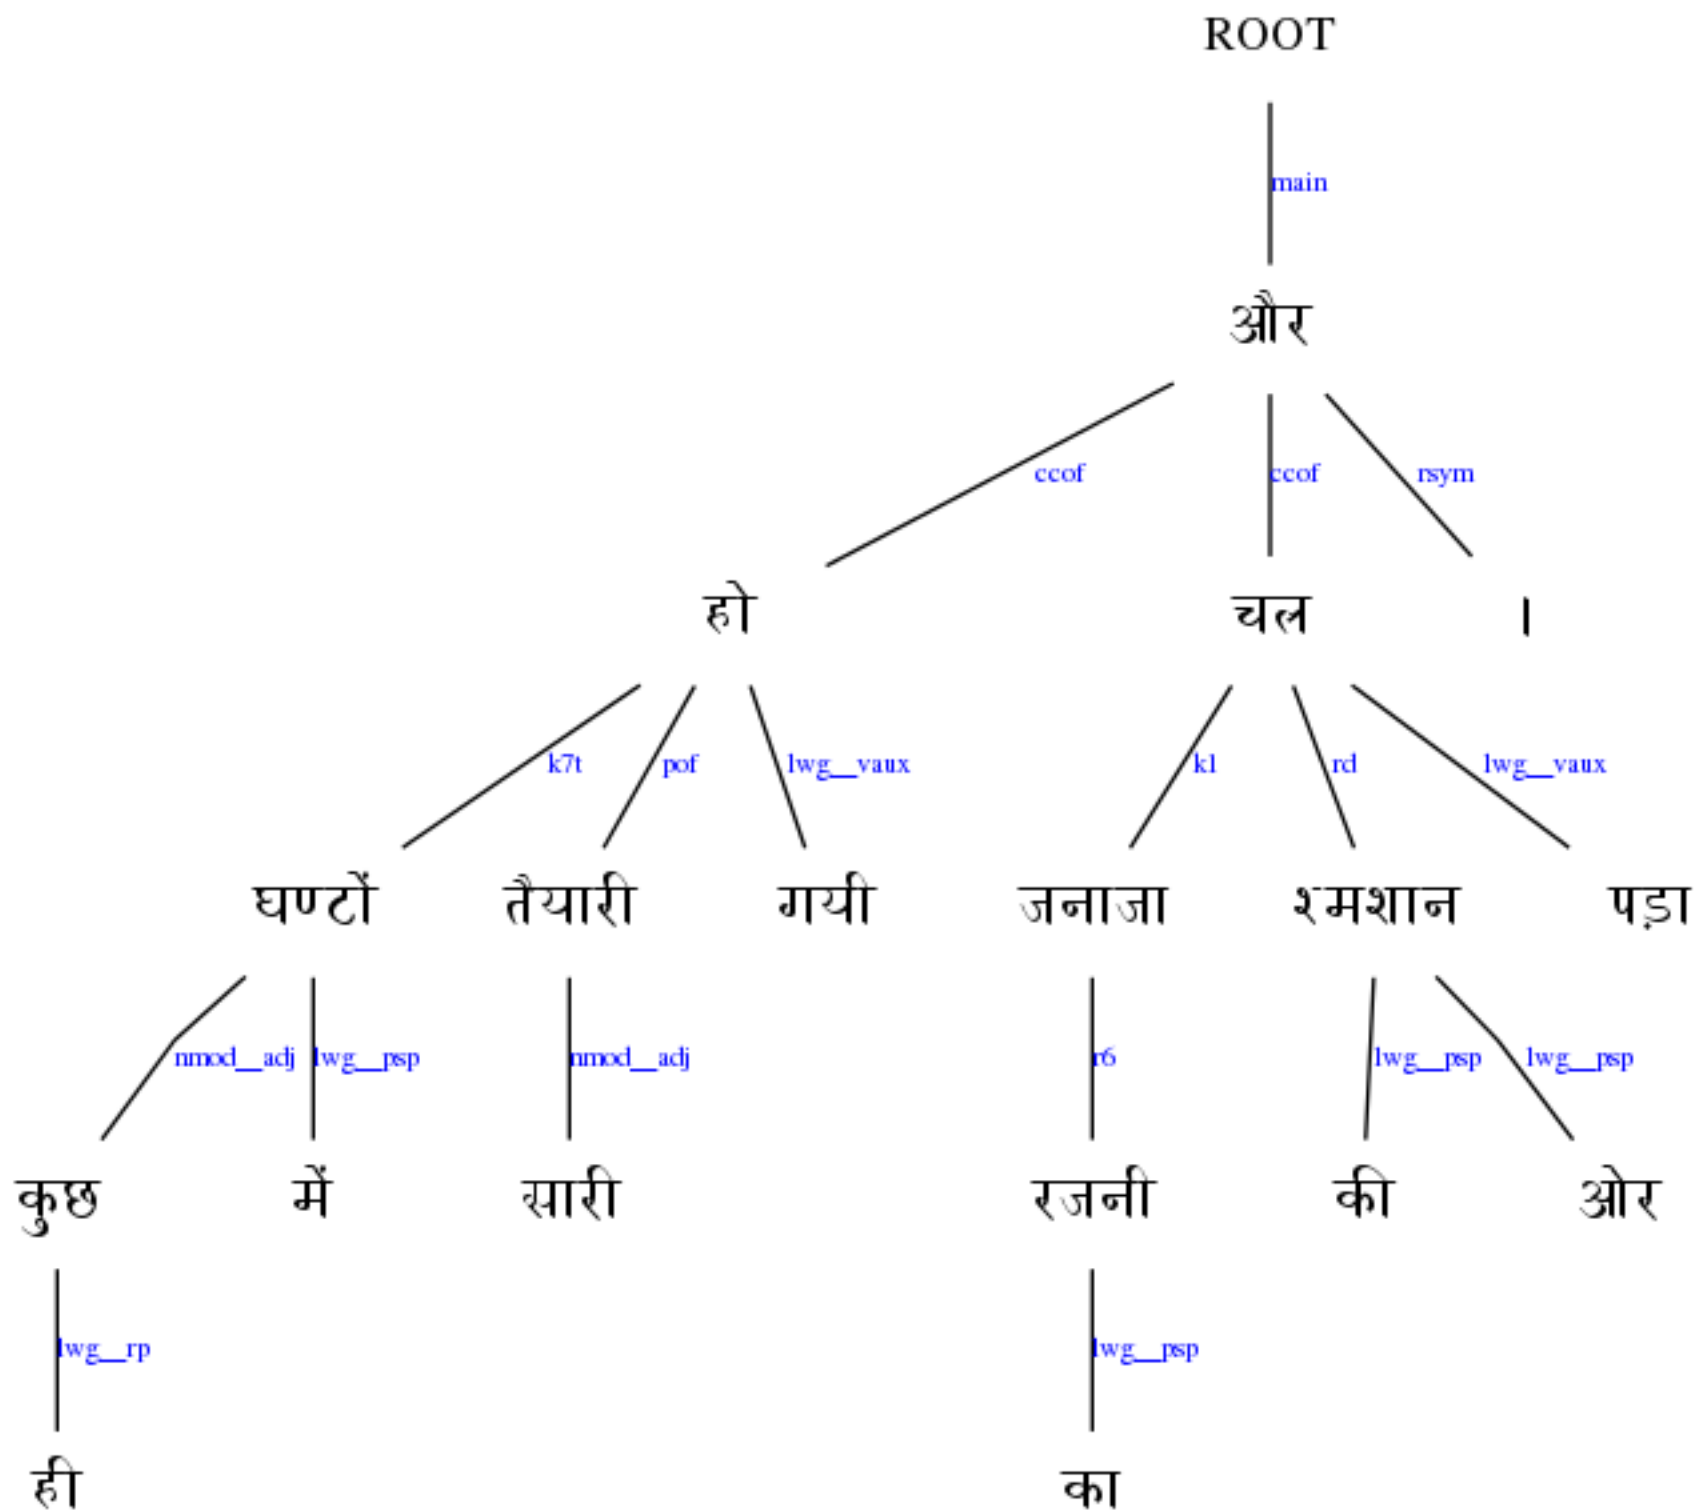 ROOT
main
और
ccof ccof rsym
हो चल ।
k7t pof lwg__vaux k1 rd lwg__vaux
घण्टों तैयारी गयी जनाजा श्मशान पड़ा
nmod__adj lwg__psp nmod__adj r6 lwg__psp lwg__psp
कुछ में सारी रजनी की ओर
lwg__rp lwg__psp
ही का